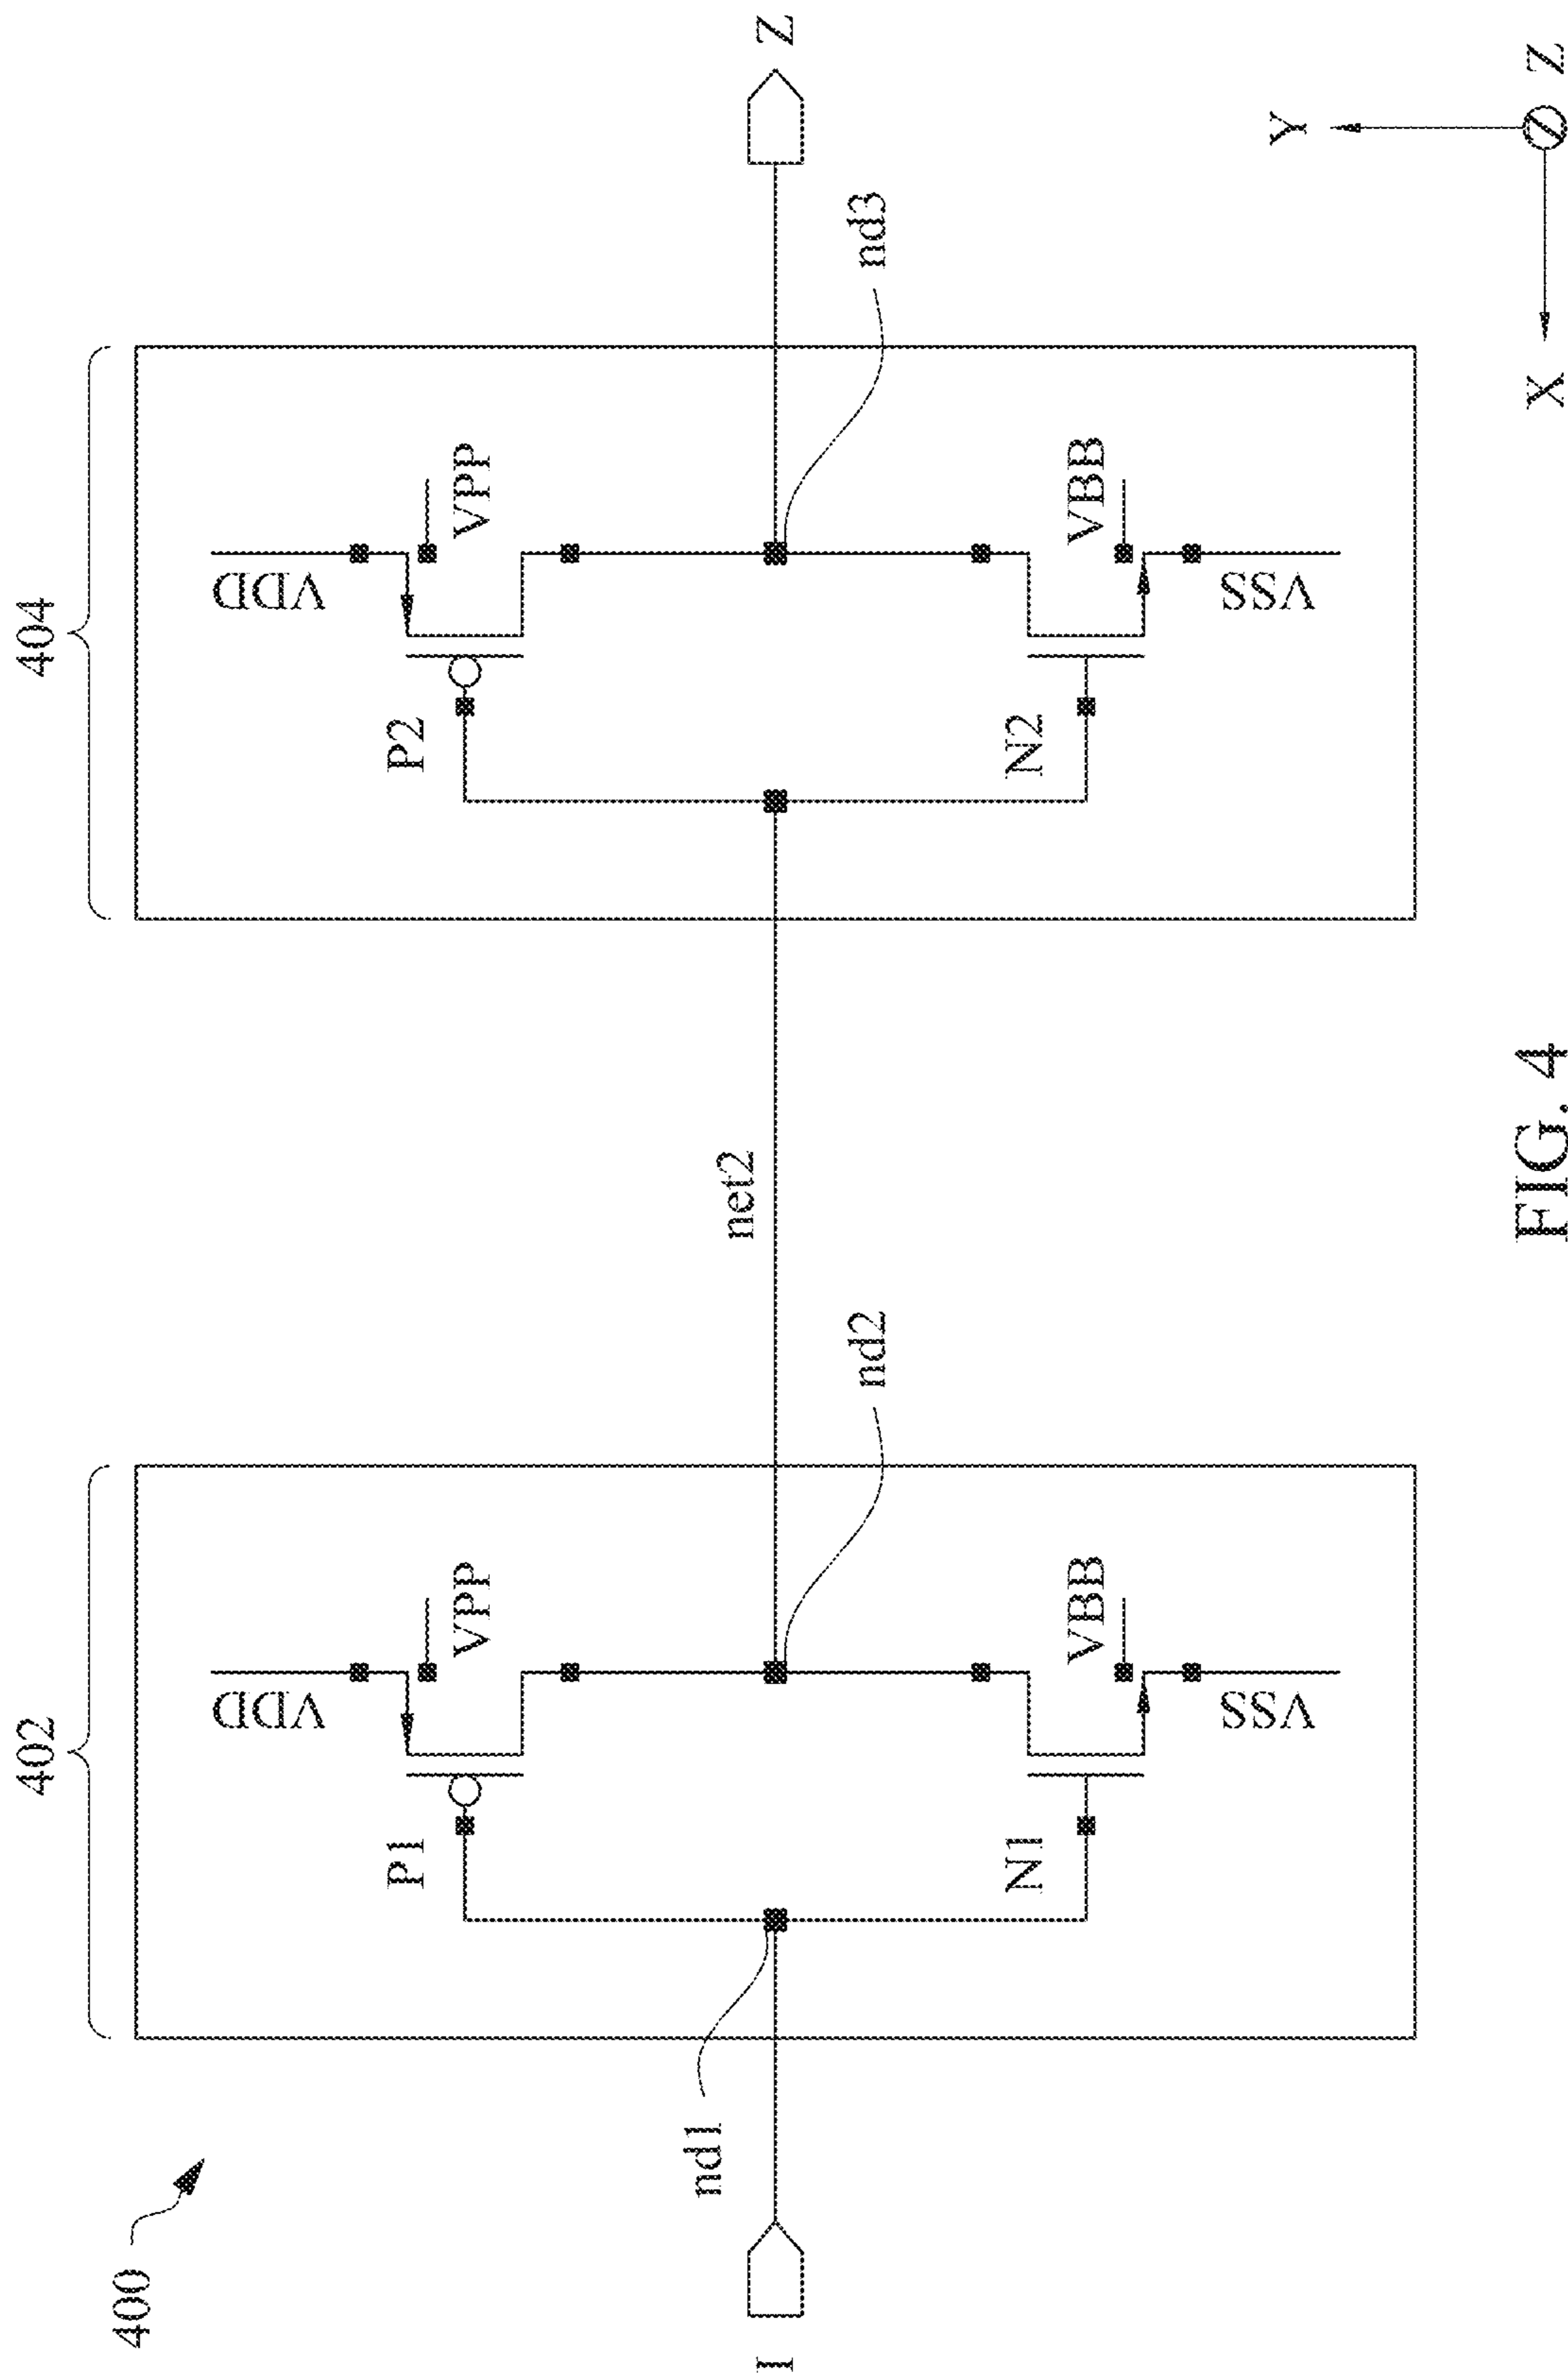 400
402
404
VDD
VDD
P1
VPP
P2
VPP
I
nd1
net2
Z
nd2
nd3
N1
VBB
N2
VBB
VSS
VSS
Y
X
Z
FIG. 4